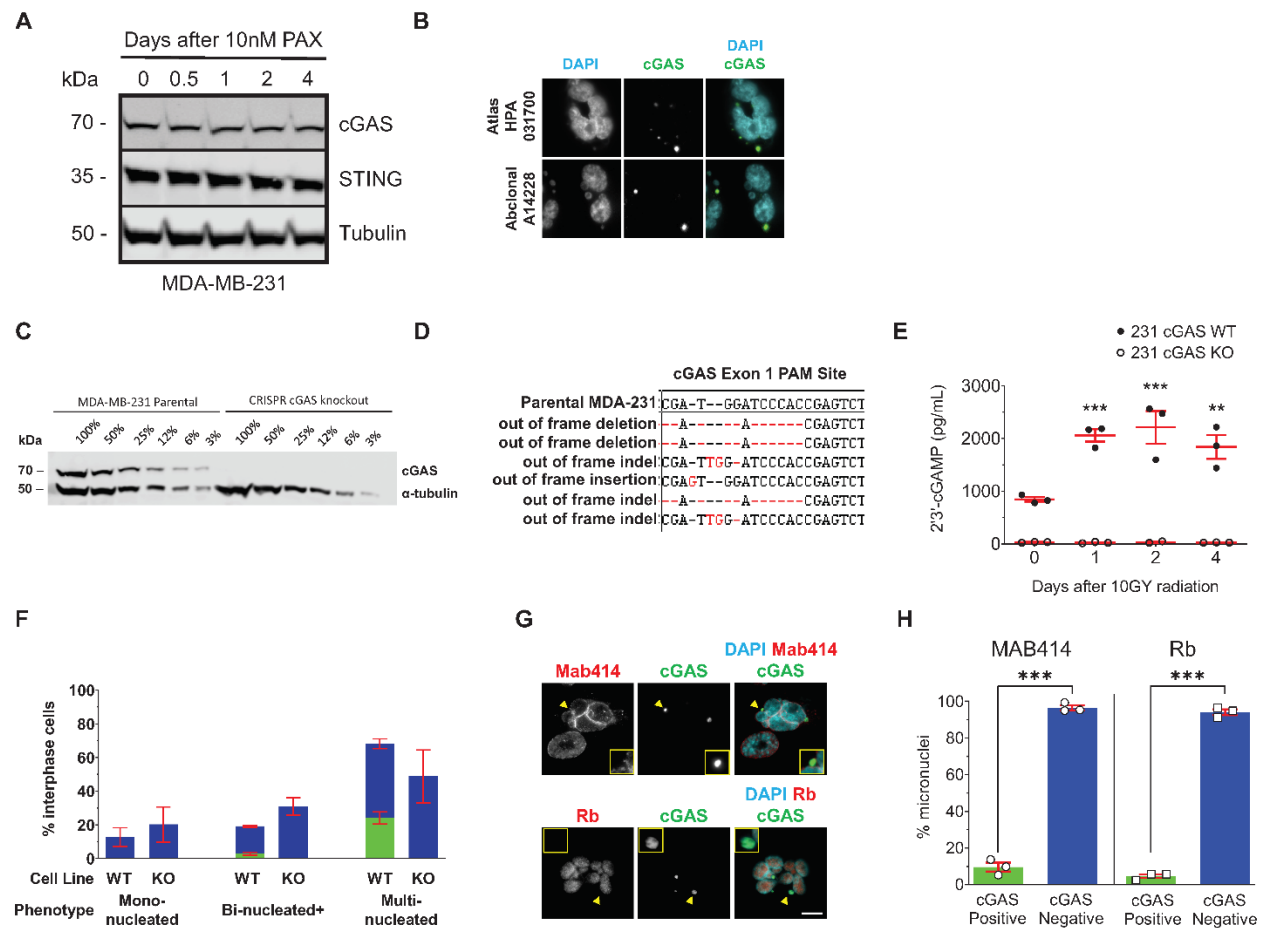 A
Days after 10nM PAX
kDa 0 0.5 1 2 4
70 - cGAS
35 - STING
50 - Tubulin
MDA-MB-231
B
DAPI cGAS DAPI cGAS
Atlas HPA 031700
Abclonal A14228
C
MDA-MB-231 Parental CRISPR cGAS knockout
kDa 100% 50% 25% 12% 6% 3% 100% 50% 25% 12% 6% 3%
70 – cGAS
50 – α-tubulin
D
cGAS Exon 1 PAM Site
Parental MDA-231 CGA-T--GGATCCCACCGAGTCT
out of frame deletion ---A-----A------CGAGTCT
out of frame deletion ---A-----A------CGAGTCT
out of frame indel CGA-TTGG-ATCCCACCGAGTCT
out of frame insertion CGAGT--GGATCCCACCGAGTCT
out of frame indel ---A-----A------CGAGTCT
out of frame indel CGA-TTGG-ATCCCACCGAGTCT
E
231 cGAS WT
231 cGAS KO
2'3'-cGAMP (pg/mL)
3000
2000
1000
0
*** *** **
0 1 2 4
Days after 10GY radiation
F
% interphase cells
100
80
60
40
20
0
Cell Line WT KO WT KO WT KO
Phenotype Mono-nucleated Bi-nucleated+ Multi-nucleated
G
Mab414 cGAS DAPI Mab414 cGAS
Rb cGAS DAPI Rb cGAS
H
MAB414 Rb
*** ***
% micronuclei
100
80
60
40
20
0
cGAS Positive cGAS Negative cGAS Positive cGAS Negative